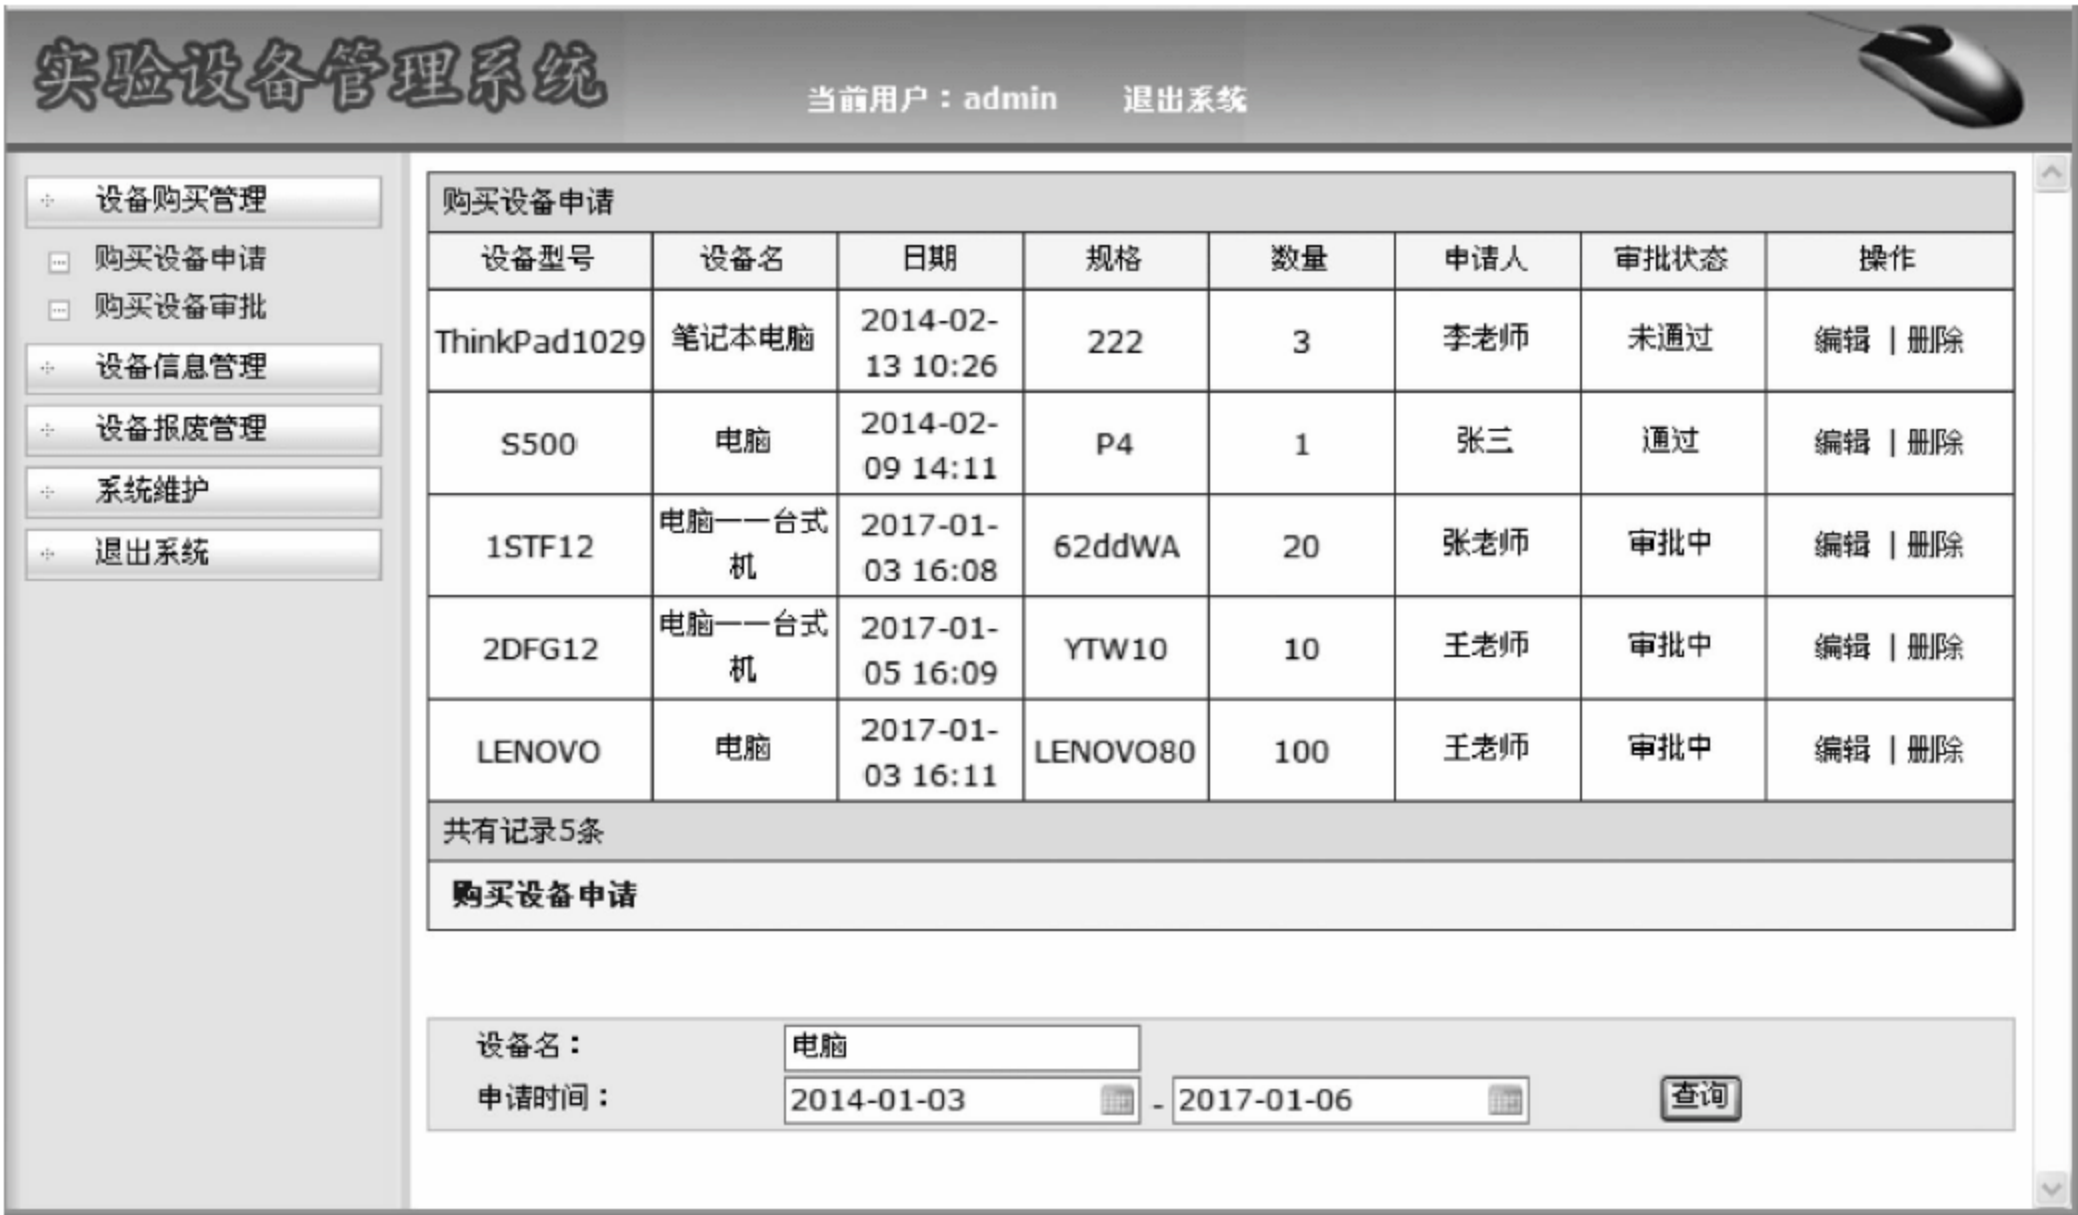 实验设备管理系统
当前用户：admin 退出系统
设备购买管理
购买设备申请
购买设备审批
设备信息管理
设备报废管理
系统维护
退出系统
购买设备申请
设备型号 设备名 日期 规格 数量 申请人 审批状态 操作
ThinkPad1029 笔记本电脑 2014-02-13 10:26 222 3 李老师 未通过 编辑 | 删除
S500 电脑 2014-02-09 14:11 P4 1 张三 通过 编辑 | 删除
1STF12 电脑一一台式机 2017-01-03 16:08 62ddWA 20 张老师 审批中 编辑 | 删除
2DFG12 电脑一一台式机 2017-01-05 16:09 YTW10 10 王老师 审批中 编辑 | 删除
LENOVO 电脑 2017-01-03 16:11 LENOVO80 100 王老师 审批中 编辑 | 删除
共有记录5条
购买设备申请
设备名： 电脑
申请时间： 2014-01-03 - 2017-01-06 查询